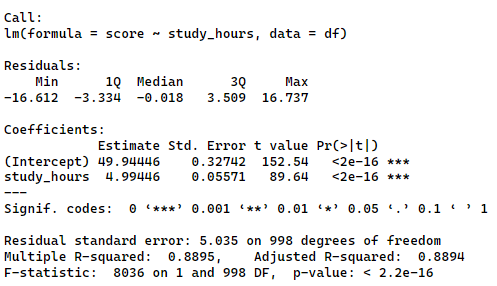 Call:
lm(formula = score ~ study_hours, data = df)
Residuals:
    Min      1Q  Median      3Q     Max
-16.612  -3.334  -0.018   3.509  16.737
Coefficients:
            Estimate Std. Error t value Pr(>|t|)
(Intercept) 49.94446    0.32742  152.54   <2e-16 ***
study_hours  4.99446    0.05571   89.64   <2e-16 ***
---
Signif. codes:  0 ‘***’ 0.001 ‘**’ 0.01 ‘*’ 0.05 ‘.’ 0.1 ‘ ’ 1
Residual standard error: 5.035 on 998 degrees of freedom
Multiple R-squared:  0.8895,    Adjusted R-squared:  0.8894
F-statistic:  8036 on 1 and 998 DF,  p-value: < 2.2e-16